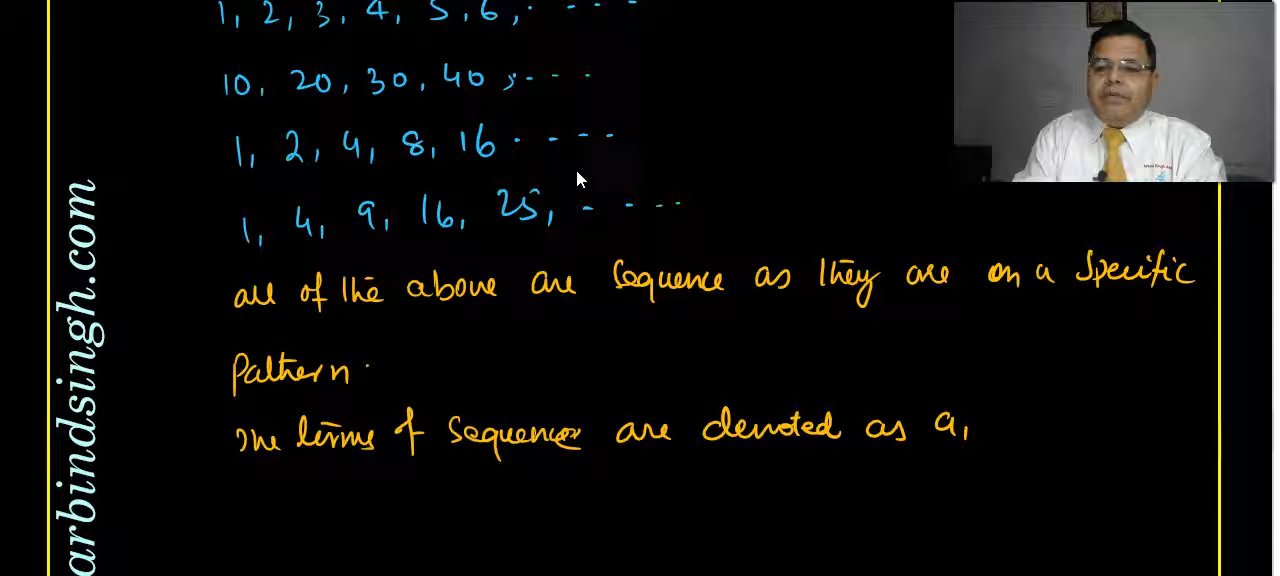 1, 2, 3, 4, 5, 6, . - - - -
10, 20, 30, 40, - - - -
1, 2, 4, 8, 16 . - - - -
1, 4, 9, 16, 25, - - - -
all of the above are sequence as they are on a specific
Pattern.
The terms of sequence are denoted as a,
arbindsingh.com